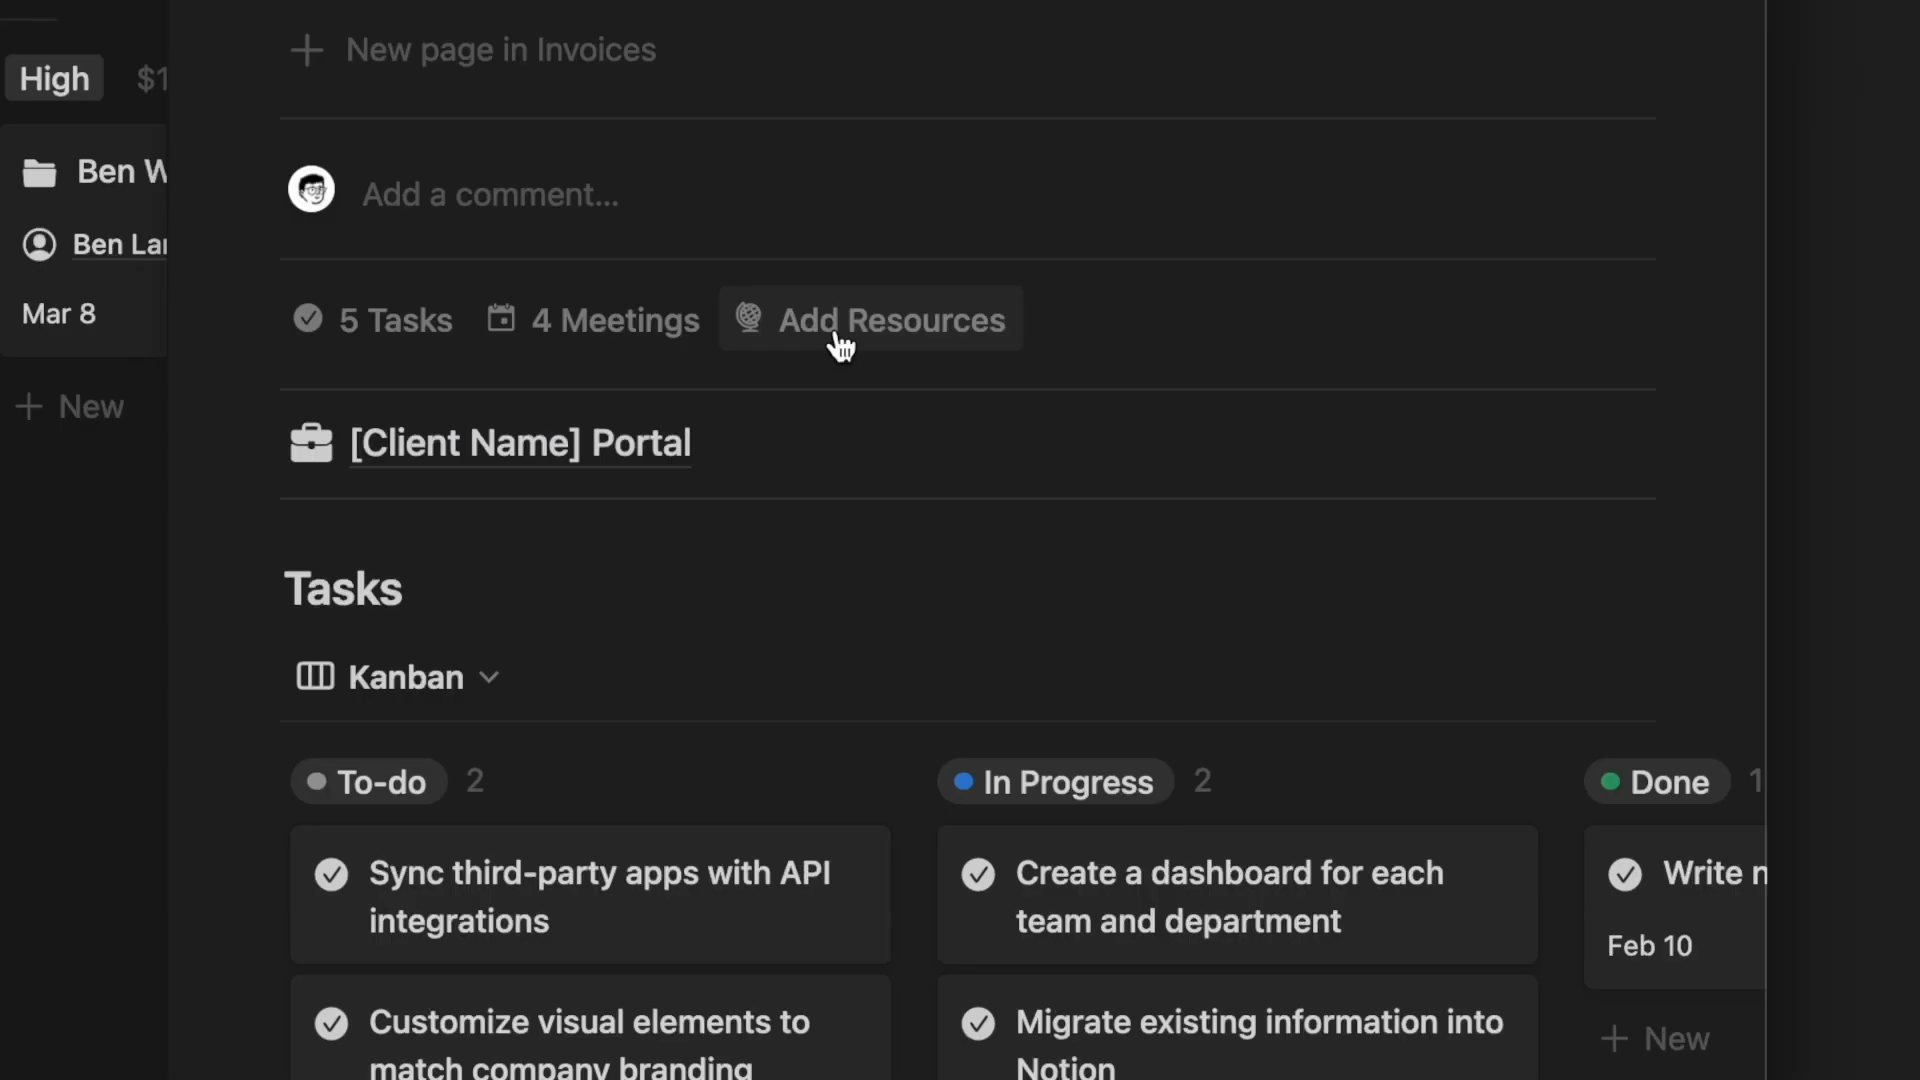 New page in Invoices
High $1
Ben W
Add a comment...
Ben Lar
Mar 8
5 Tasks 4 Meetings Add Resources
New
[Client Name] Portal
Tasks
Kanban
To-do 2
In Progress 2
Done 1
Sync third-party apps with API
integrations
Create a dashboard for each
team and department
Write n
Feb 10
Customize visual elements to
match company branding
Migrate existing information into
Notion
New